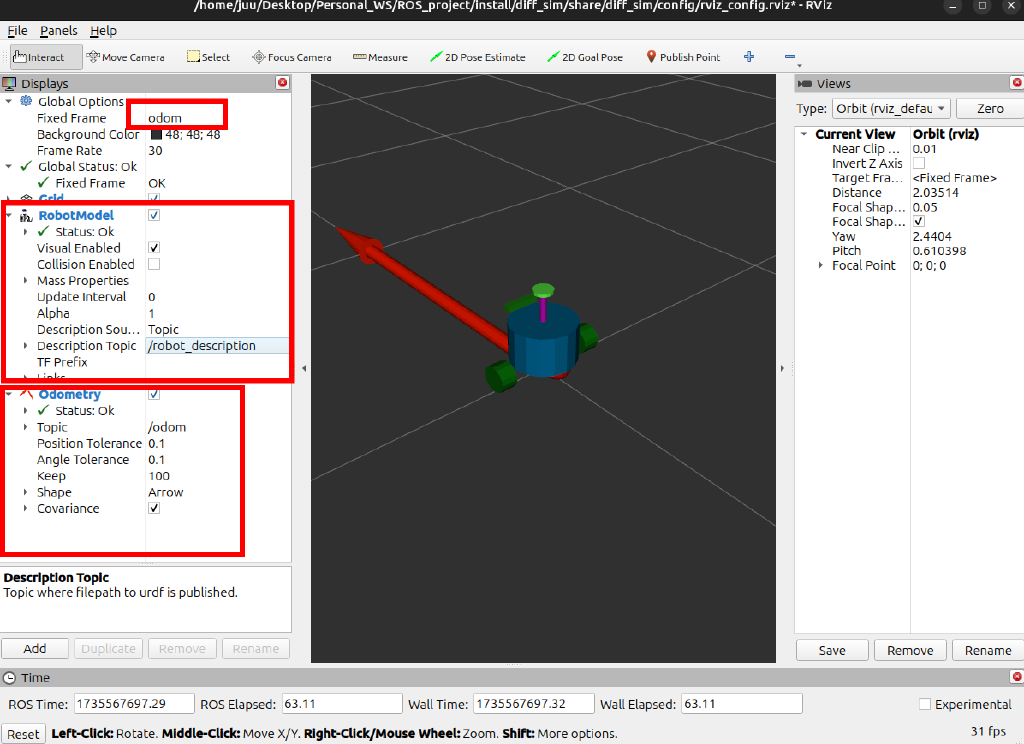 /home/juu/Desktop/Personal_WS/ROS_project/install/diff_sim/share/diff_sim/config/rviz_config.rviz* - RViz
File Panels Help
Interact Move Camera Select Focus Camera Measure 2D Pose Estimate 2D Goal Pose Publish Point
Displays
Global Options
Fixed Frame odom
Background Color 48; 48; 48
Frame Rate 30
Global Status: Ok
Fixed Frame OK
Grid
RobotModel
Status: Ok
Visual Enabled
Collision Enabled
Mass Properties
Update Interval 0
Alpha 1
Description Sou... Topic
Description Topic /robot_description
TF Prefix
Links
Odometry
Status: Ok
Topic /odom
Position Tolerance 0.1
Angle Tolerance 0.1
Keep 100
Shape Arrow
Covariance
Description Topic
Topic where filepath to urdf is published.
Add Duplicate Remove Rename
Views
Type: Orbit (rviz_defau Zero
Current View Orbit (rviz)
Near Clip ... 0.01
Invert Z Axis
Target Fra... <Fixed Frame>
Distance 2.03514
Focal Shap... 0.05
Focal Shap...
Yaw 2.4404
Pitch 0.610398
Focal Point 0; 0; 0
Save Remove Rename
Time
ROS Time: 1735567697.29 ROS Elapsed: 63.11 Wall Time: 1735567697.32 Wall Elapsed: 63.11 Experimental
Reset Left-Click: Rotate. Middle-Click: Move X/Y. Right-Click/Mouse Wheel: Zoom. Shift: More options. 31 fps